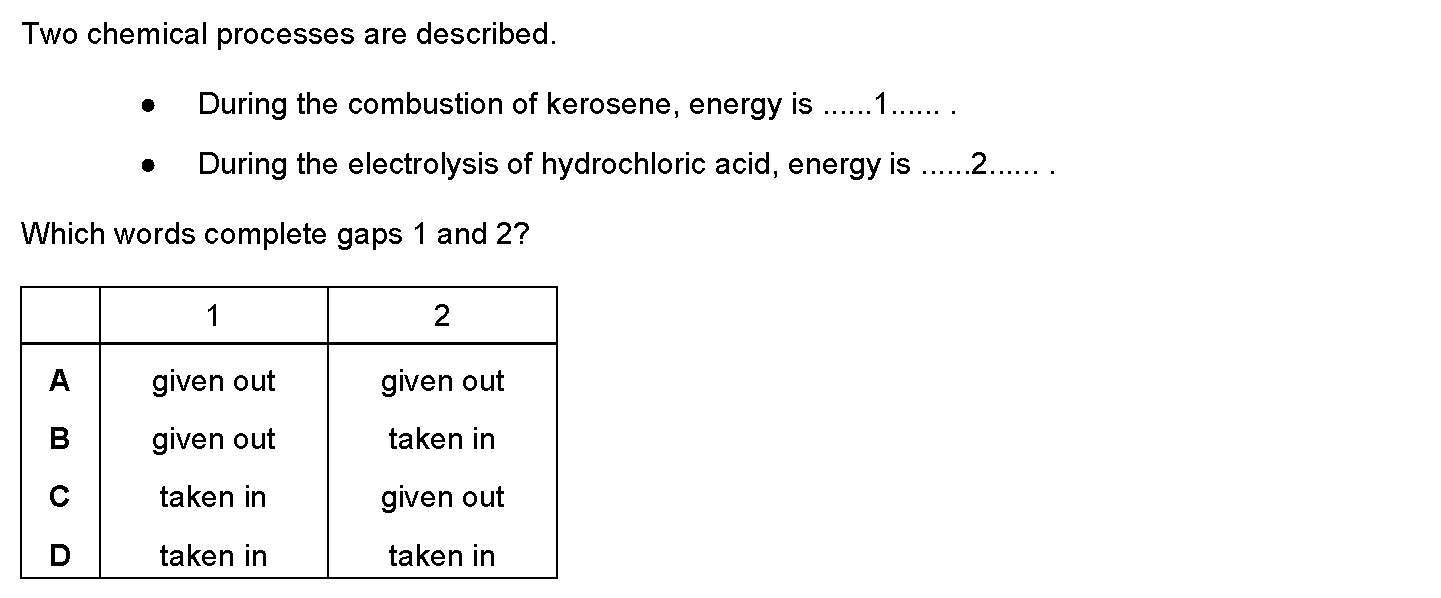 Two chemical processes are described.
● During the combustion of kerosene, energy is ......1...... .
● During the electrolysis of hydrochloric acid, energy is ......2...... .
Which words complete gaps 1 and 2?
1 2
A given out given out
B given out taken in
C taken in given out
D taken in taken in